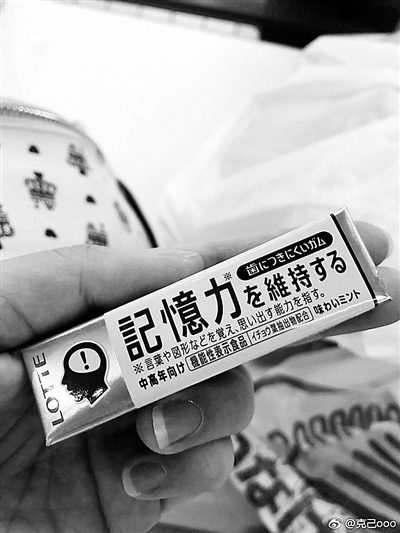 歯につきにくいガム
記憶力※を維持する
※言葉や図形などを覚え、思い出す能力を指す。
中高年向け 機能性表示食品 イチョウ葉抽出物配合 味わいミント
LOTTE
@克己ooo